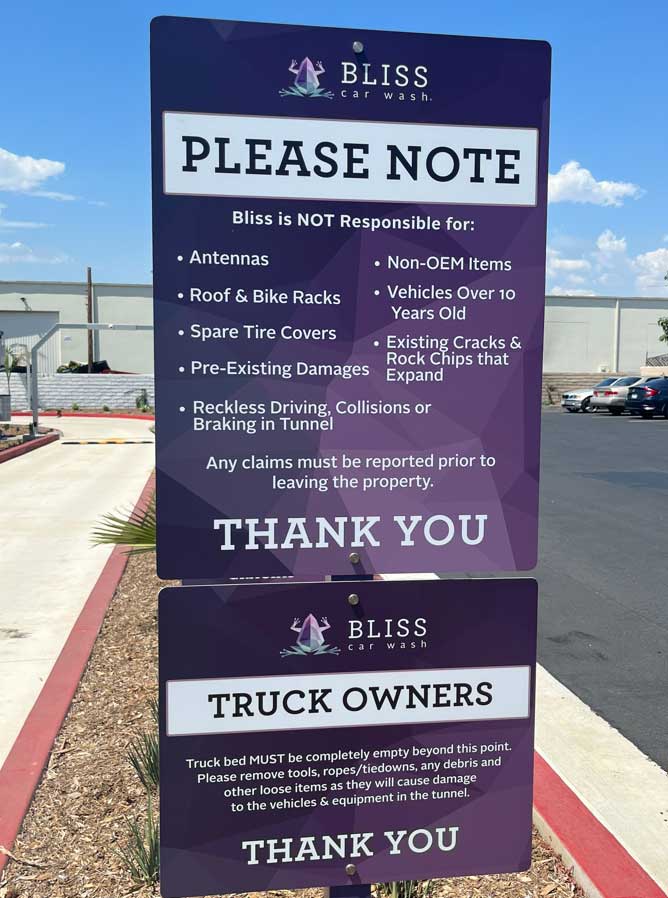 BLISS
car wash
PLEASE NOTE
Bliss is NOT Responsible for:
• Antennas
• Roof & Bike Racks
• Spare Tire Covers
• Pre-Existing Damages
• Reckless Driving, Collisions or
Braking in Tunnel
• Non-OEM Items
• Vehicles Over 10
Years Old
• Existing Cracks &
Rock Chips that
Expand
Any claims must be reported prior to
leaving the property.
THANK YOU
BLISS
car wash
TRUCK OWNERS
Truck bed MUST be completely empty beyond this point.
Please remove tools, ropes/tiedowns, any debris and
other loose items as they will cause damage
to the vehicles & equipment in the tunnel.
THANK YOU